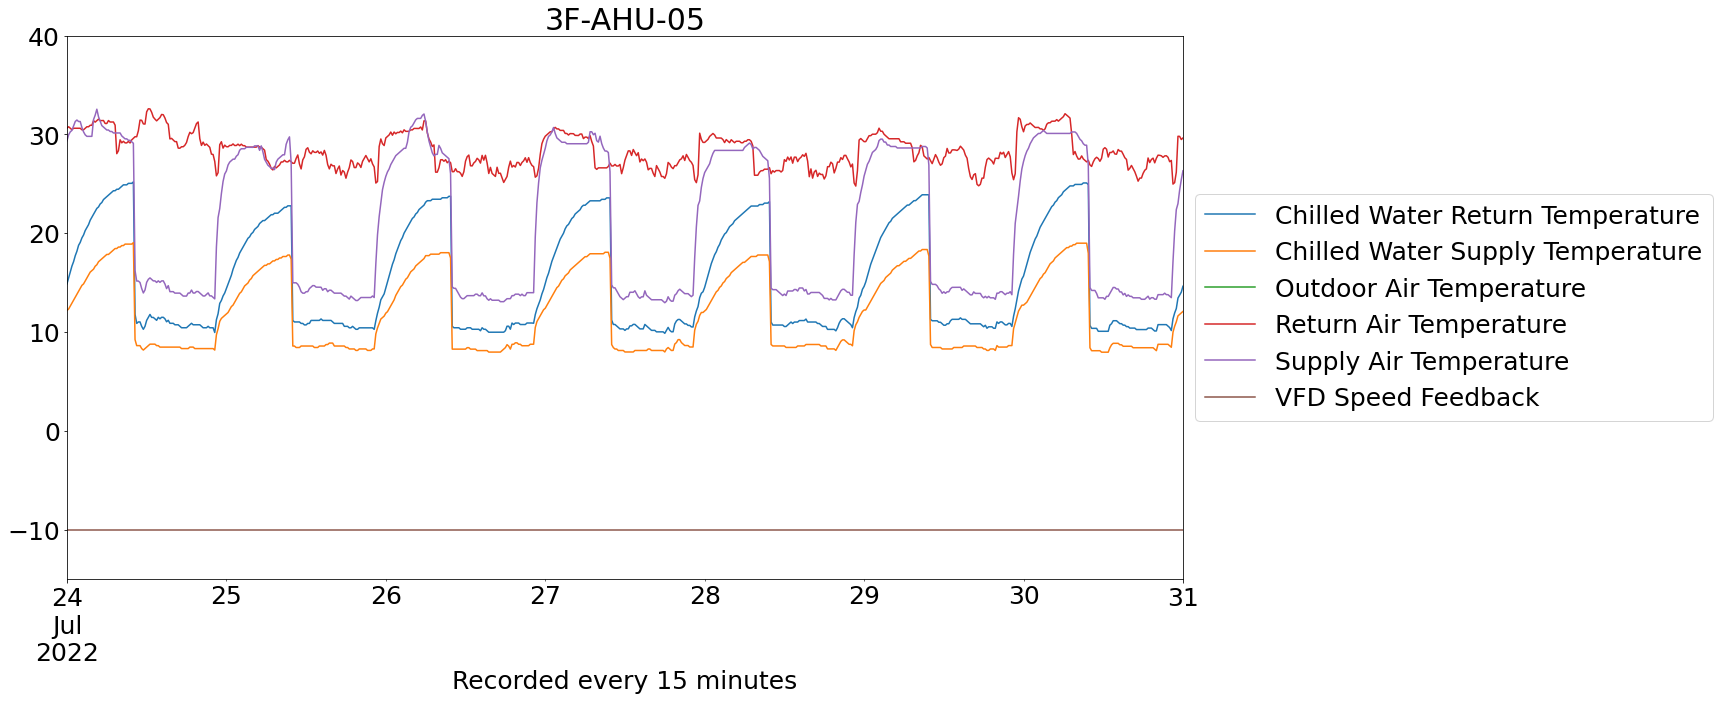 3F-AHU-05
40
30
20
10
0
−10
24 25 26 27 28 29 30 31
Jul
2022
Recorded every 15 minutes
Chilled Water Return Temperature
Chilled Water Supply Temperature
Outdoor Air Temperature
Return Air Temperature
Supply Air Temperature
VFD Speed Feedback